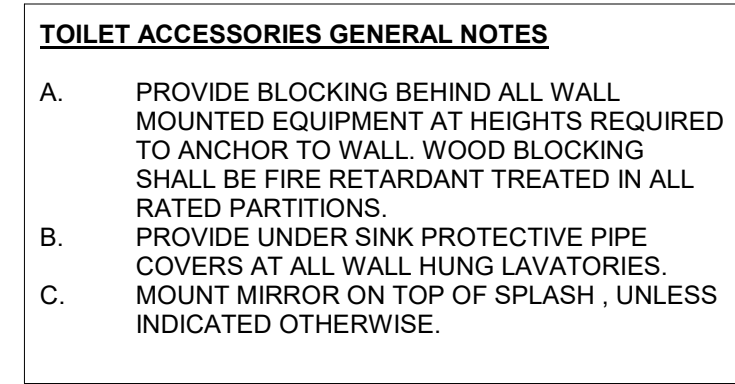 TOILET ACCESSORIES GENERAL NOTES
A. PROVIDE BLOCKING BEHIND ALL WALL
MOUNTED EQUIPMENT AT HEIGHTS REQUIRED
TO ANCHOR TO WALL. WOOD BLOCKING
SHALL BE FIRE RETARDANT TREATED IN ALL
RATED PARTITIONS.
B. PROVIDE UNDER SINK PROTECTIVE PIPE
COVERS AT ALL WALL HUNG LAVATORIES.
C. MOUNT MIRROR ON TOP OF SPLASH , UNLESS
INDICATED OTHERWISE.